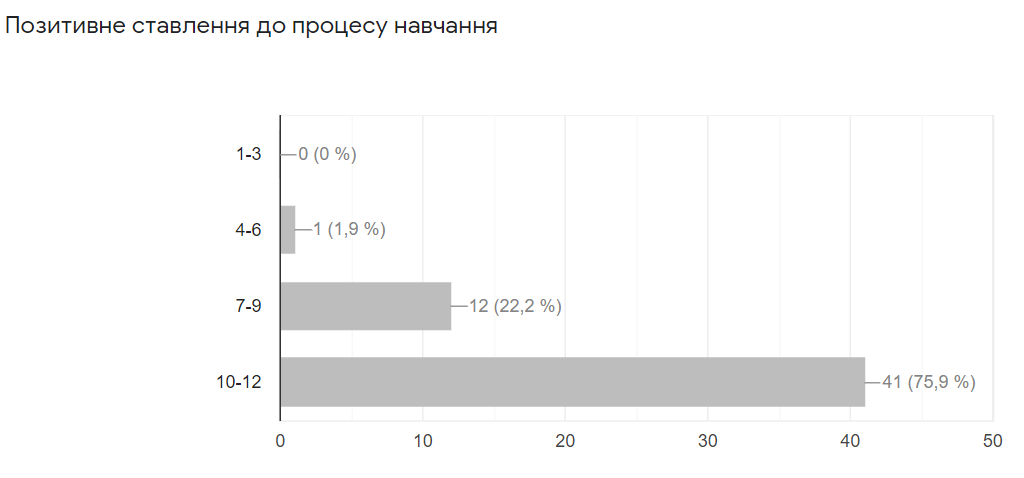 Позитивне ставлення до процесу навчання
1-3 0 (0 %)
4-6 1 (1,9 %)
7-9 12 (22,2 %)
10-12 41 (75,9 %)
0 10 20 30 40 50